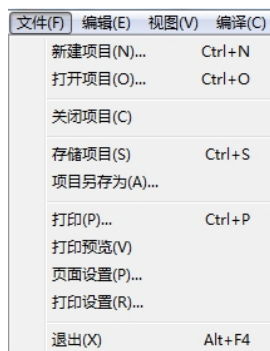 文件(F) 编辑(E) 视图(V) 编译(C)
新建项目(N)... Ctrl+N
打开项目(O)... Ctrl+O
关闭项目(C)
存储项目(S) Ctrl+S
项目另存为(A)...
打印(P)... Ctrl+P
打印预览(V)
页面设置(P)...
打印设置(R)...
退出(X) Alt+F4